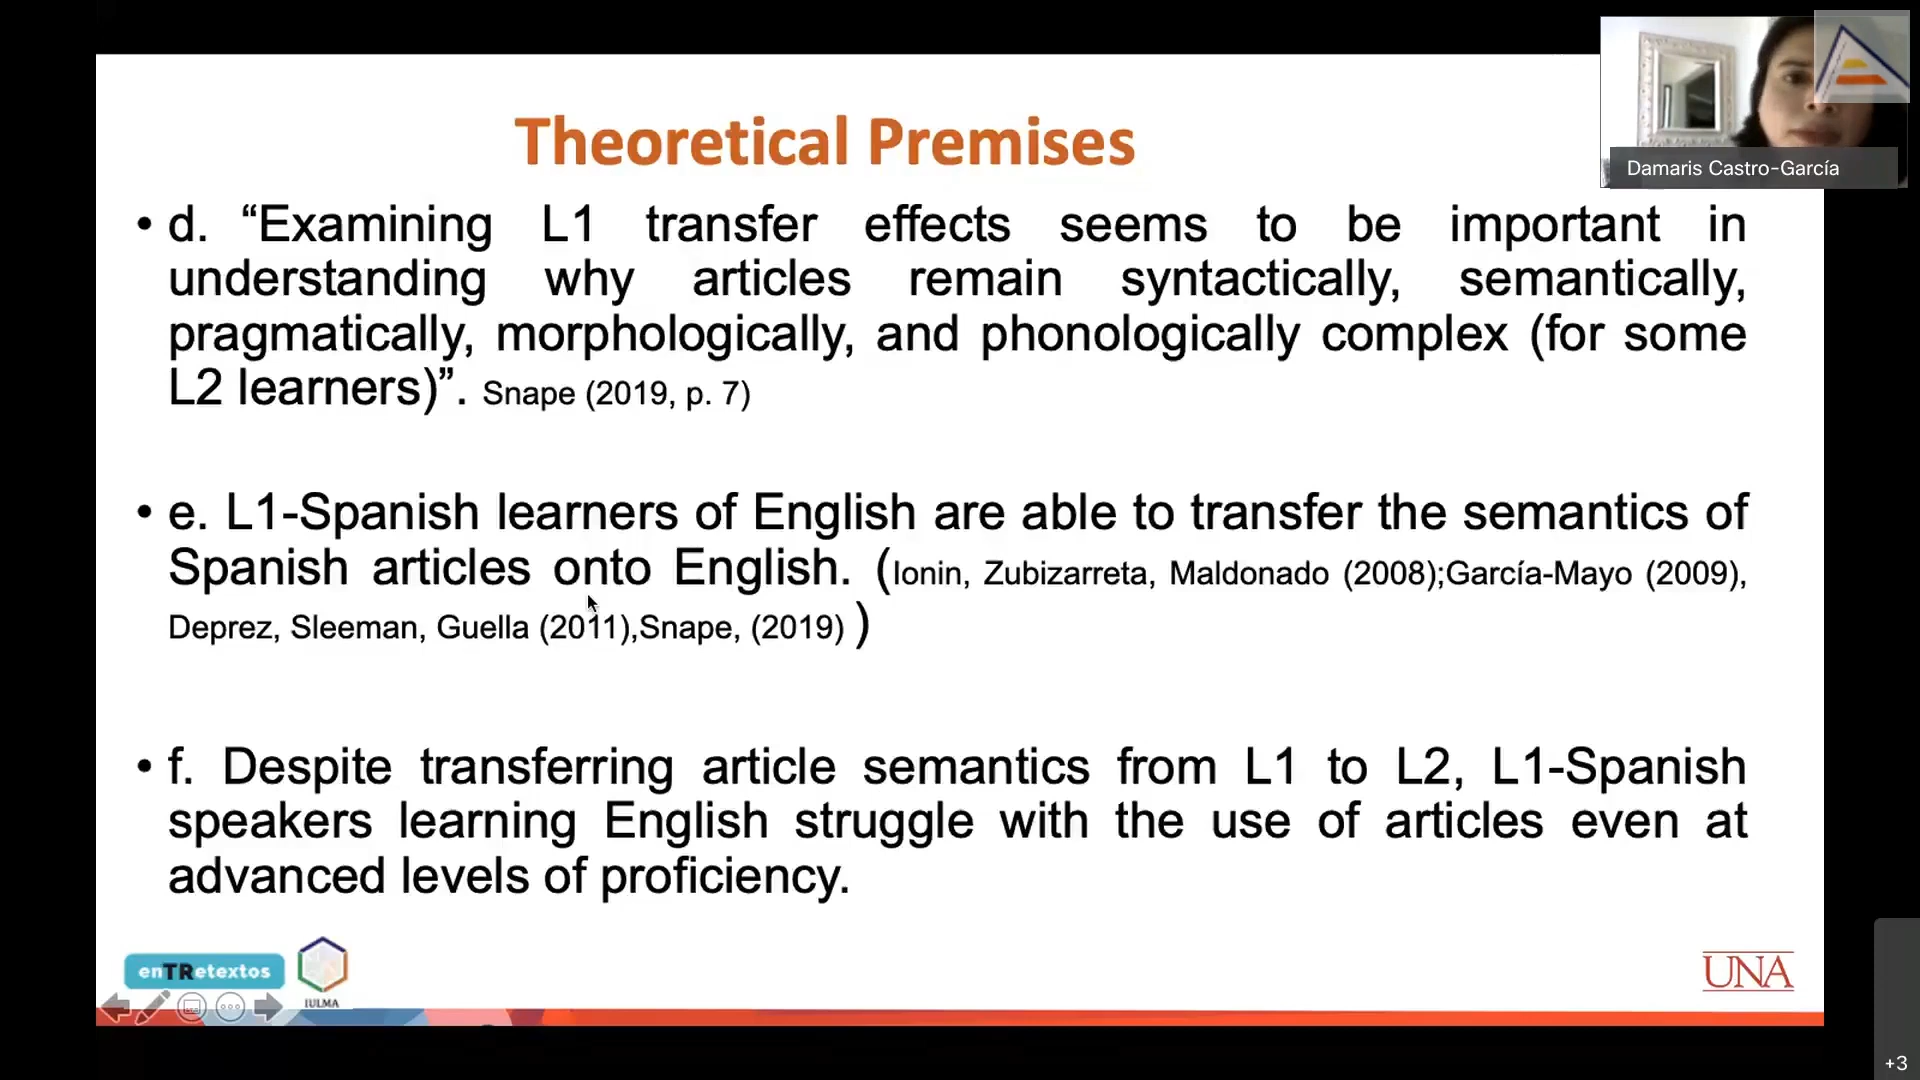 Theoretical Premises
Damaris Castro-García
• d. “Examining L1 transfer effects seems to be important in
understanding why articles remain syntactically, semantically,
pragmatically, morphologically, and phonologically complex (for some
L2 learners)”. Snape (2019, p. 7)
• e. L1-Spanish learners of English are able to transfer the semantics of
Spanish articles onto English. (Ionin, Zubizarreta, Maldonado (2008);García-Mayo (2009),
Deprez, Sleeman, Guella (2011),Snape, (2019) )
• f. Despite transferring article semantics from L1 to L2, L1-Spanish
speakers learning English struggle with the use of articles even at
advanced levels of proficiency.
enTRetextos
IULMA
UNA
+3